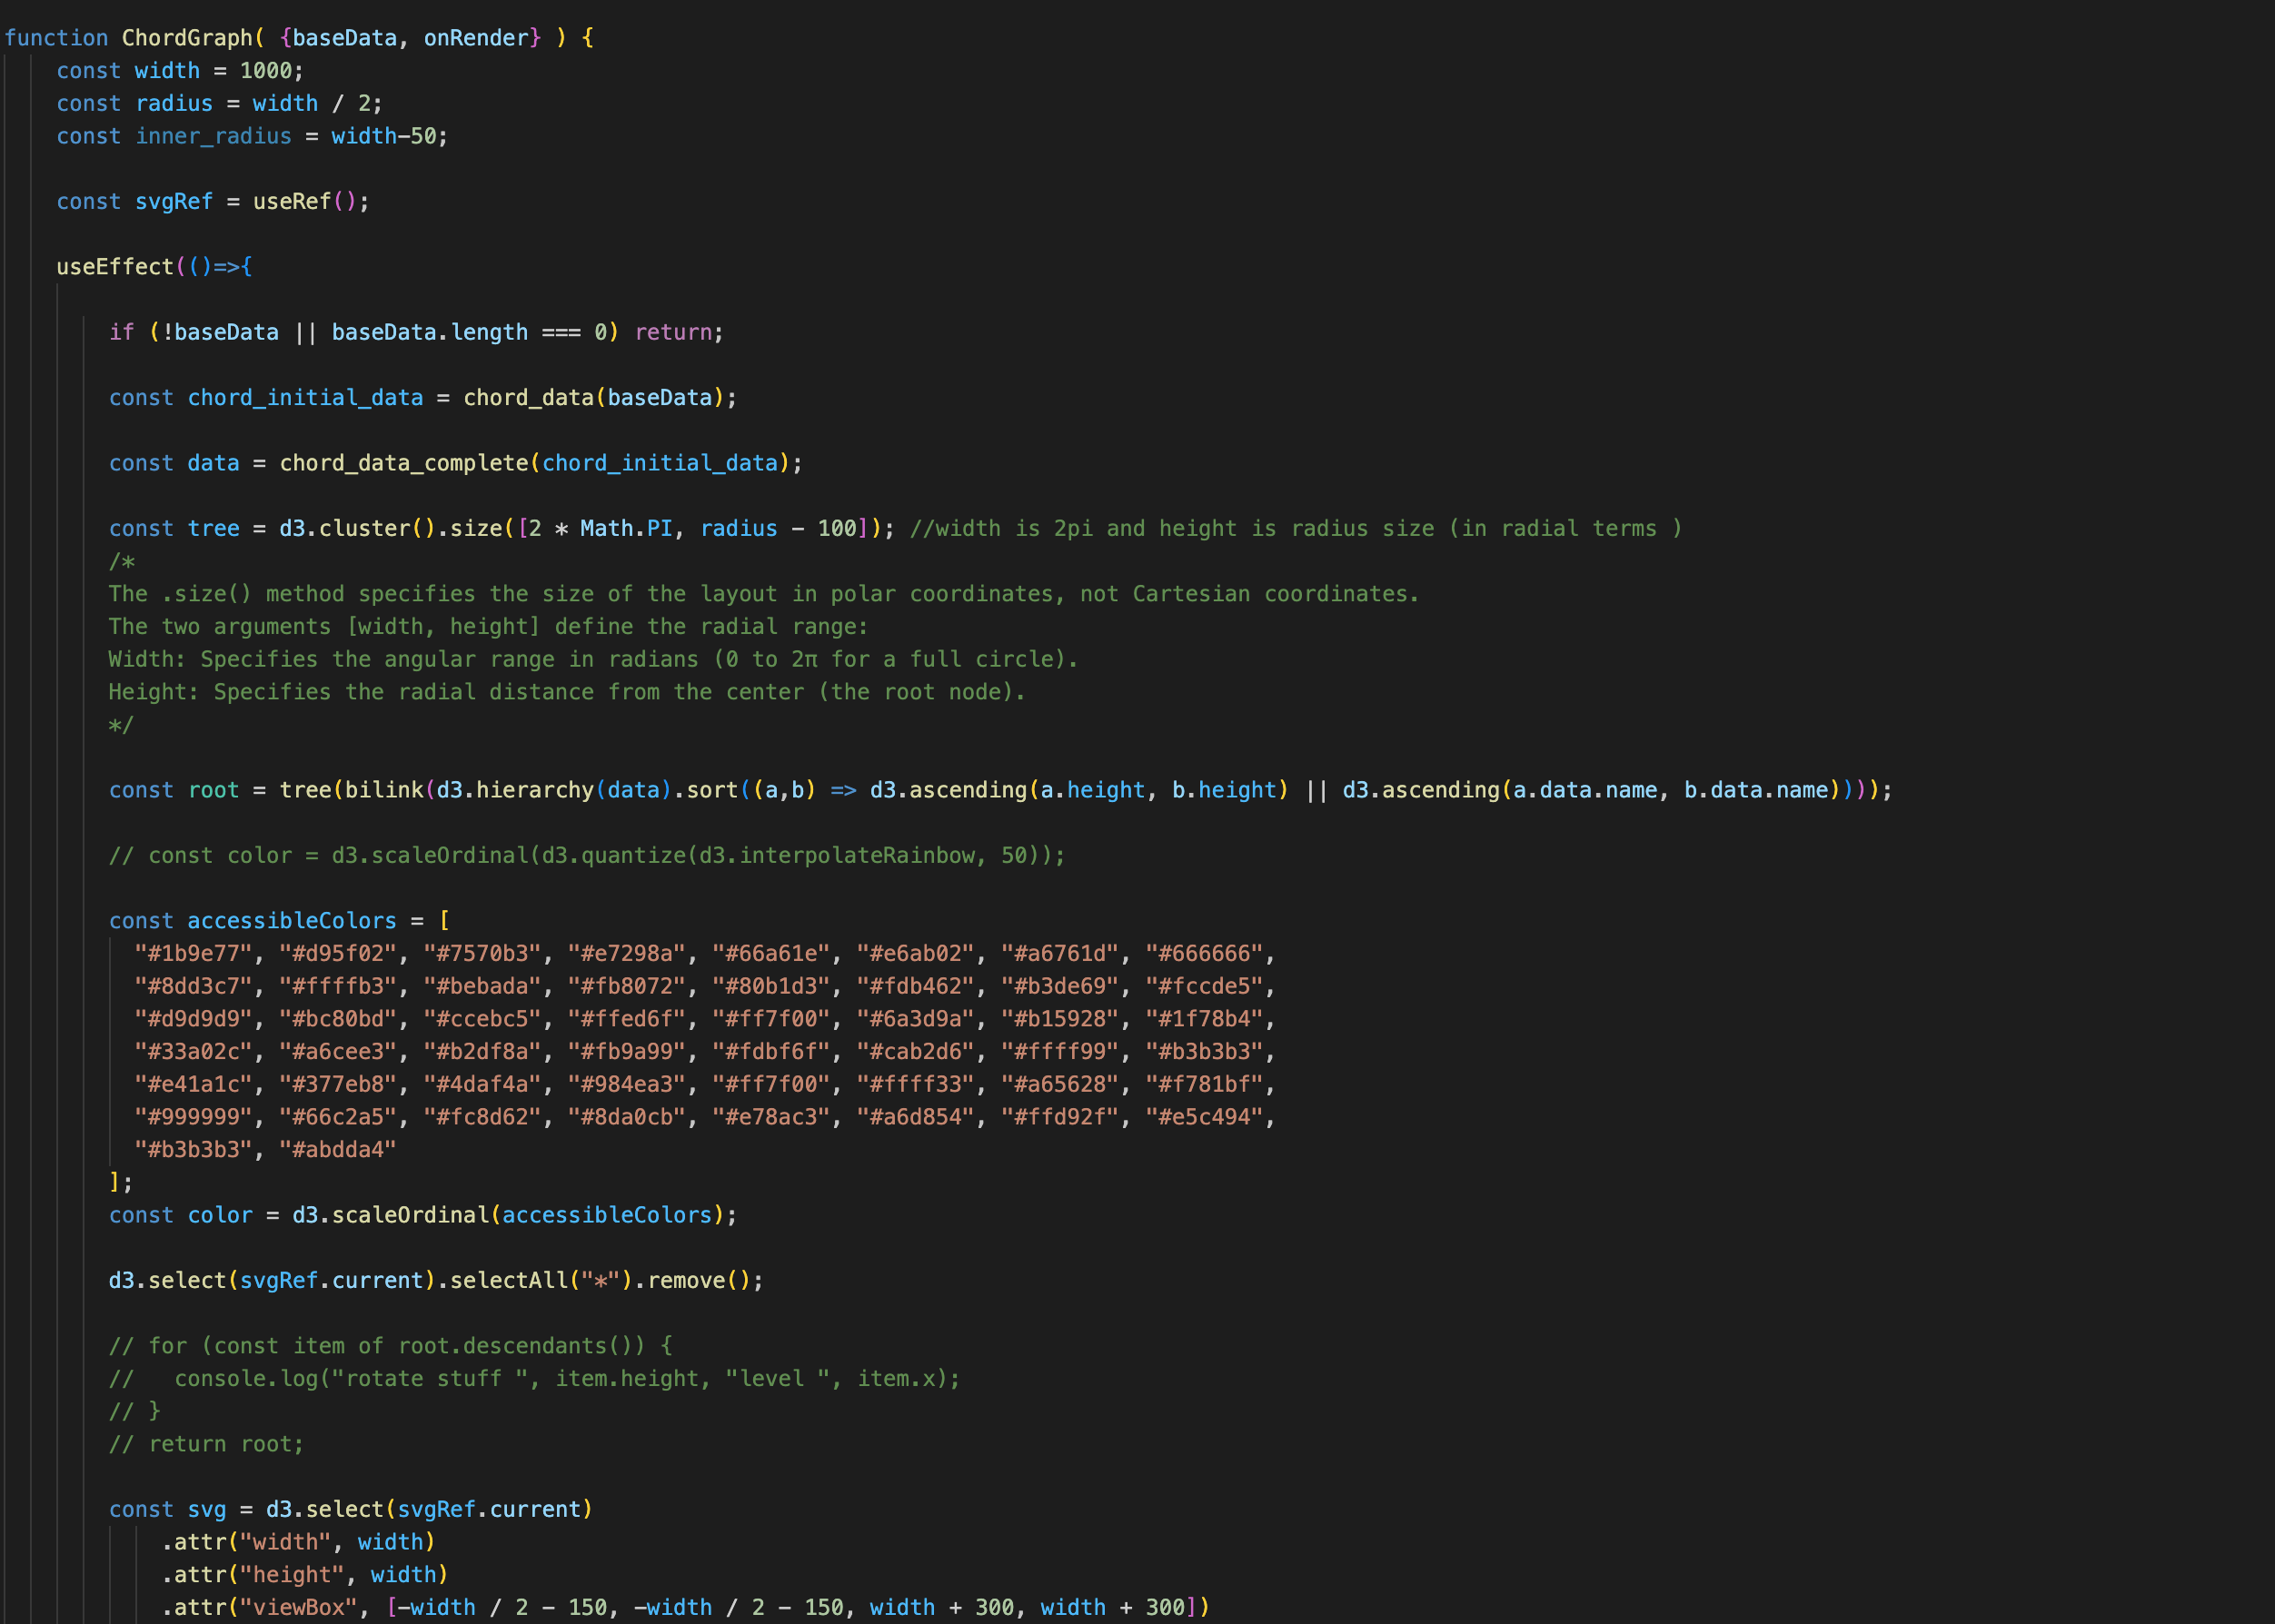 function ChordGraph( {baseData, onRender} ) {
const width = 1000;
const radius = width / 2;
const inner_radius = width-50;
const svgRef = useRef();
useEffect(()=>{
if (!baseData || baseData.length === 0) return;
const chord_initial_data = chord_data(baseData);
const data = chord_data_complete(chord_initial_data);
const tree = d3.cluster().size([2 * Math.PI, radius - 100]); //width is 2pi and height is radius size (in radial terms )
/*
The .size() method specifies the size of the layout in polar coordinates, not Cartesian coordinates.
The two arguments [width, height] define the radial range:
Width: Specifies the angular range in radians (0 to 2π for a full circle).
Height: Specifies the radial distance from the center (the root node).
*/
const root = tree(bilink(d3.hierarchy(data).sort((a,b) => d3.ascending(a.height, b.height) || d3.ascending(a.data.name, b.data.name))));
// const color = d3.scaleOrdinal(d3.quantize(d3.interpolateRainbow, 50));
const accessibleColors = [
"#1b9e77", "#d95f02", "#7570b3", "#e7298a", "#66a61e", "#e6ab02", "#a6761d", "#666666",
"#8dd3c7", "#ffffb3", "#bebada", "#fb8072", "#80b1d3", "#fdb462", "#b3de69", "#fccde5",
"#d9d9d9", "#bc80bd", "#ccebc5", "#ffed6f", "#ff7f00", "#6a3d9a", "#b15928", "#1f78b4",
"#33a02c", "#a6cee3", "#b2df8a", "#fb9a99", "#fdbf6f", "#cab2d6", "#ffff99", "#b3b3b3",
"#e41a1c", "#377eb8", "#4daf4a", "#984ea3", "#ff7f00", "#ffff33", "#a65628", "#f781bf",
"#999999", "#66c2a5", "#fc8d62", "#8da0cb", "#e78ac3", "#a6d854", "#ffd92f", "#e5c494",
"#b3b3b3", "#abdda4"
];
const color = d3.scaleOrdinal(accessibleColors);
d3.select(svgRef.current).selectAll("*").remove();
// for (const item of root.descendants()) {
//   console.log("rotate stuff ", item.height, "level ", item.x);
// }
// return root;
const svg = d3.select(svgRef.current)
.attr("width", width)
.attr("height", width)
.attr("viewBox", [-width / 2 - 150, -width / 2 - 150, width + 300, width + 300])